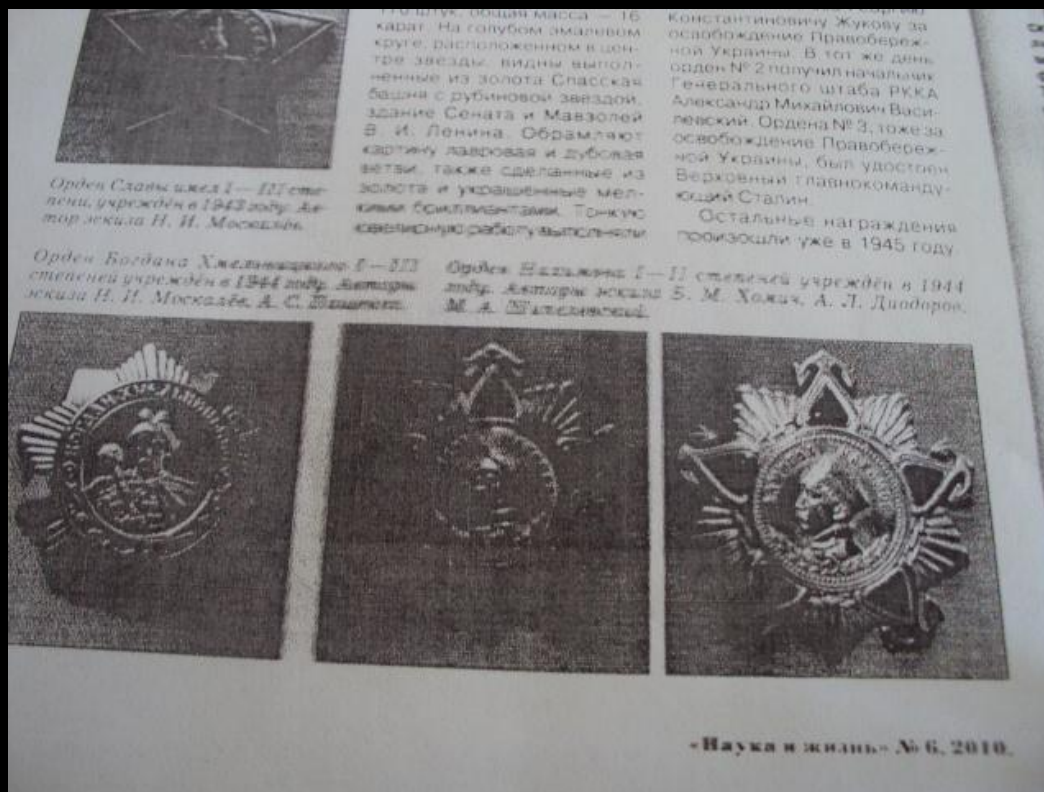 170 штук, общая масса — 16
карат. На голубом эмалевом
круге, расположенном в цен-
тре звезды, видны выпол-
ненные из золота Спасская
башня с рубиновой звездой,
здание Сената и Мавзолей
В. И. Ленина. Обрамляют
картину лавровая и дубовая
ветви, также сделанные из
золота и украшенные мел-
кими бриллиантами. Тонкую
ювелирную работу выполняли
Константиновичу Жукову за
освобождение Правобереж-
ной Украины. В тот же день
орден № 2 получил начальник
Генерального штаба РККА
Александр Михайлович Васи-
левский. Ордена № 3, тоже за
освобождение Правобереж-
ной Украины, был удостоен
Верховный главнокоманду-
ющий Сталин.
Остальные награждения
произошли уже в 1945 году.
Орден Славы имел I — III сте-
пени, учреждён в 1943 году. Ав-
тор эскиза Н. И. Москалёв.
Орден Богдана Хмельницкого I — III
степеней учреждён в 1944 году. Авторы
эскиза Н. И. Москалёв, А. С.
Орден Нахимова I — II степеней учреждён в 1944
году. Авторы эскиза Б. М. Хомич, А. Л. Диодоров,
М. А.
«Наука и жизнь» № 6, 2010.